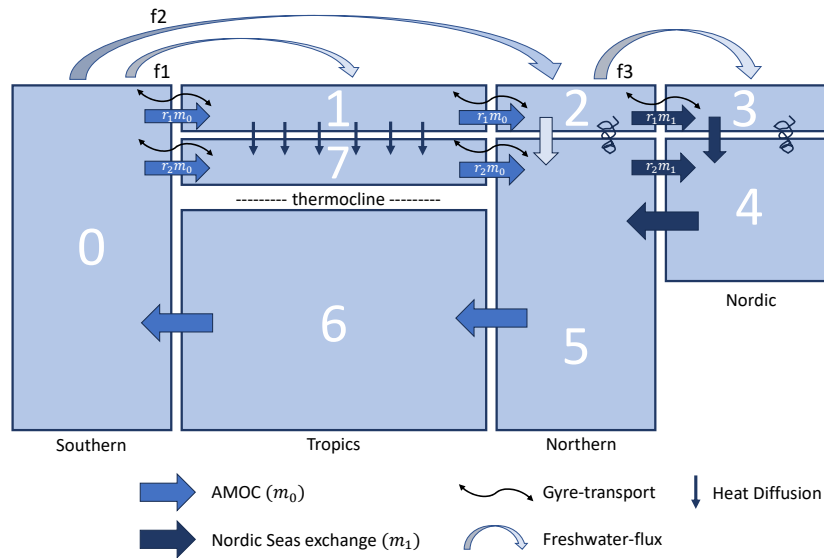 f2
f1
f3
1
2
3
r₁m₀
r₁m₀
r₁m₁
7
r₂m₀
r₂m₀
r₂m₁
--------- thermocline ---------
0
4
6
5
Nordic
Southern
Tropics
Northern
AMOC (m₀)
Gyre-transport
Heat Diffusion
Nordic Seas exchange (m₁)
Freshwater-flux